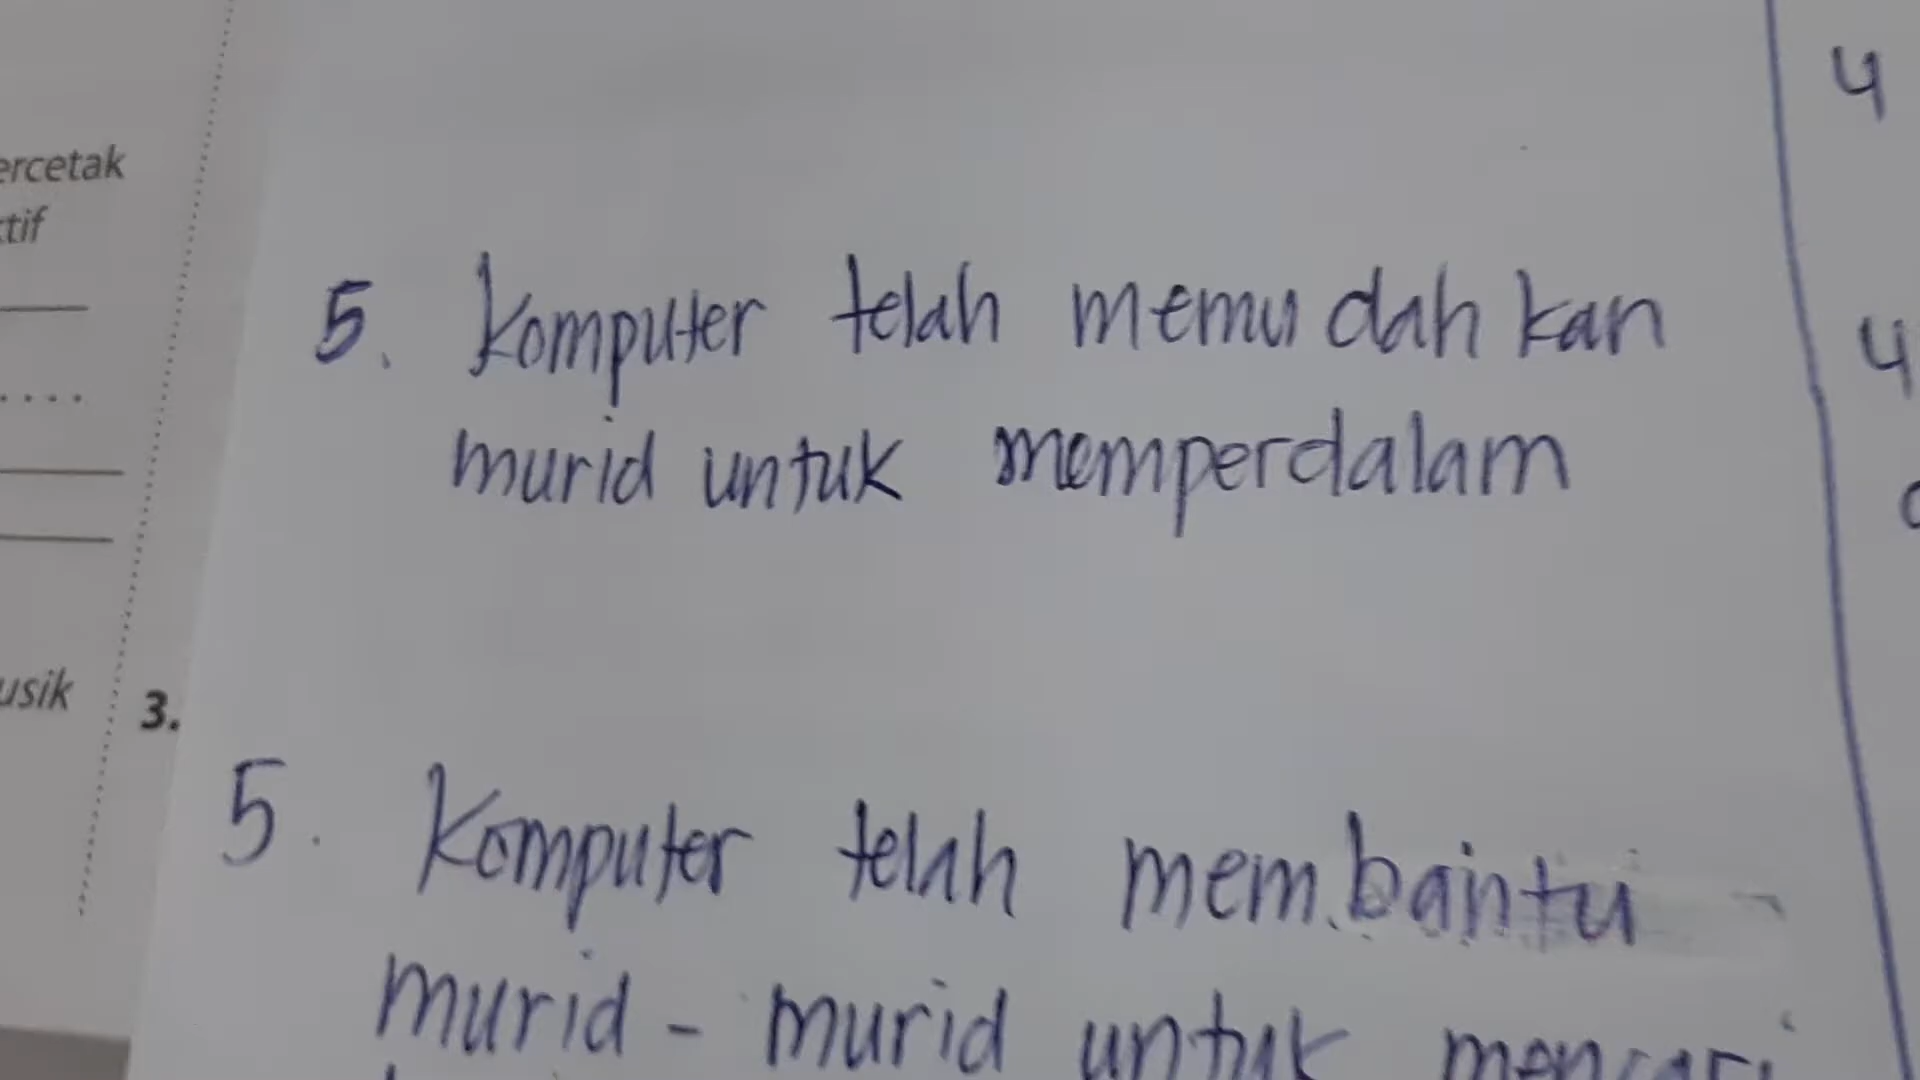 ercetak
tif
usik
3.
5. Komputer telah memudahkan
murid untuk memperdalam
5. Komputer telah membantu
murid - murid untuk mencari
4
4